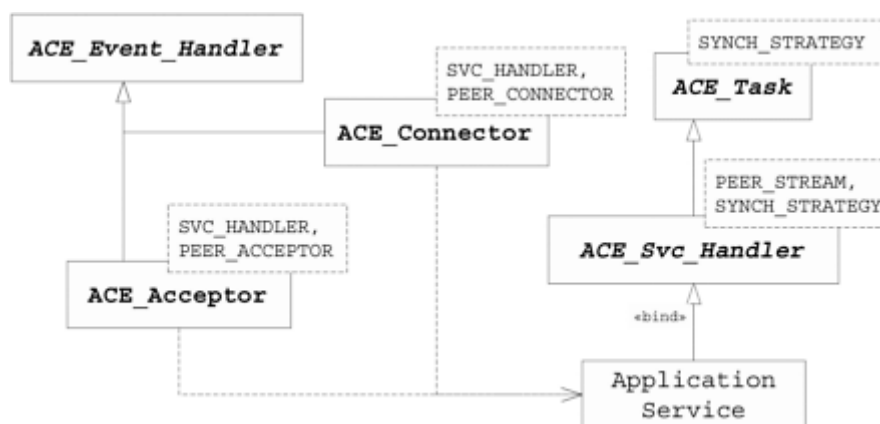 ACE_Event_Handler
SYNCH_STRATEGY
ACE_Task
SVC_HANDLER,
PEER_CONNECTOR
ACE_Connector
PEER_STREAM,
SYNCH_STRATEGY
ACE_Svc_Handler
SVC_HANDLER,
PEER_ACCEPTOR
ACE_Acceptor
«bind»
Application
Service